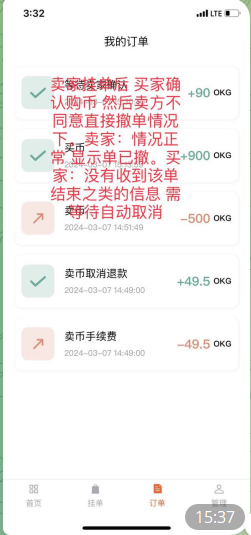 3:32
LTE
我的订单
卖家挂单后 买家确
认购币 然后卖方不
同意直接撤单情况
下，卖家：情况正
常 显示单已撤。买
家：没有收到该单
结束之类的信息 需
等待自动取消
+90 OKG
买币
+900 OKG
卖币
2024-03-07 14:51:49
-500 OKG
卖币取消退款
2024-03-07 14:49:00
+49.5 OKG
卖币手续费
2024-03-07 14:49:00
-49.5 OKG
首页
挂单
订单
管理
15:37